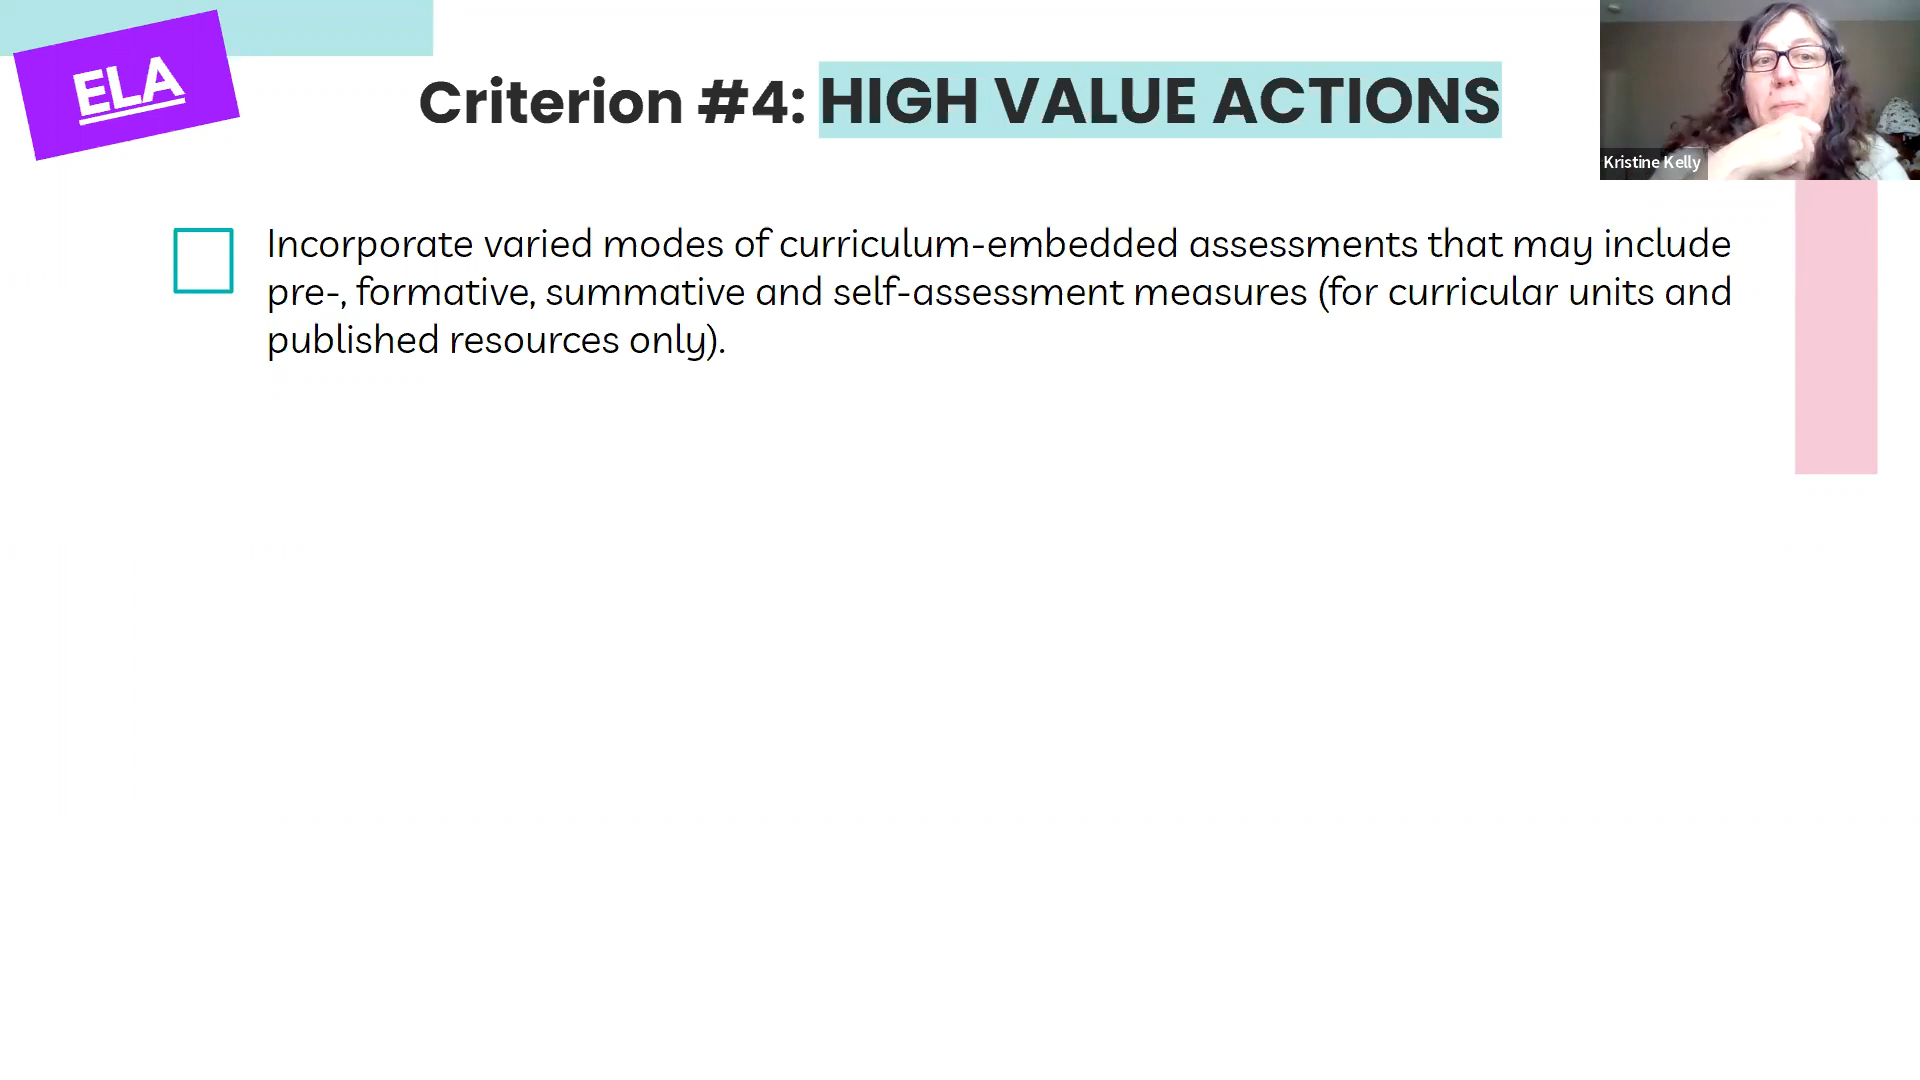 ELA
Criterion #4: HIGH VALUE ACTIONS
Kristine Kelly
Incorporate varied modes of curriculum-embedded assessments that may include
pre-, formative, summative and self-assessment measures (for curricular units and
published resources only).